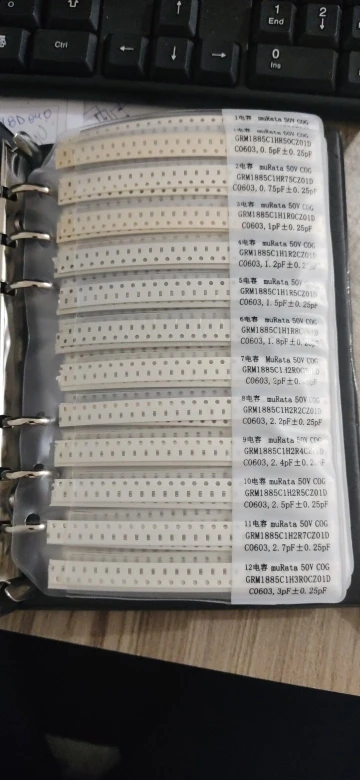 1
End
2
↑
Ctrl
←
↓
→
0
Ins
1电容 muRata 50V COG
GRM1885C1HR50CZ01D
C0603, 0.5pF±0.25pF
2电容 muRata 50V COG
GRM1885C1HR75CZ01D
C0603, 0.75pF±0.25pF
3电容 muRata 50V COG
GRM1885C1H1R0CZ01D
C0603, 1pF±0.25pF
4电容 muRata 50V COG
GRM1885C1H1R2CZ01D
C0603, 1.2pF±0.
5电容 muRata 50V COG
GRM1885C1H1R5CZ01D
C0603, 1.5pF±0.25pF
6电容 muRata 50V COG
C0603, 1.8pF±0.
7电容 MuRata 50V COG
C0603, 2pF±
8电容 muRata 50V COG
GRM1885C1H2R2CZ01D
C0603, 2.2pF±0.25pF
9电容 muRata 50V COG
C0603, 2.4pF±0.
10电容 muRata 50V COG
GRM1885C1H2R5CZ01D
C0603, 2.5pF±0.25pF
11电容 muRata 50V COG
GRM1885C1H2R7CZ01D
C0603, 2.7pF±0.25pF
12电容 muRata 50V COG
GRM1885C1H3R0CZ01D
C0603, 3pF±0.25pF